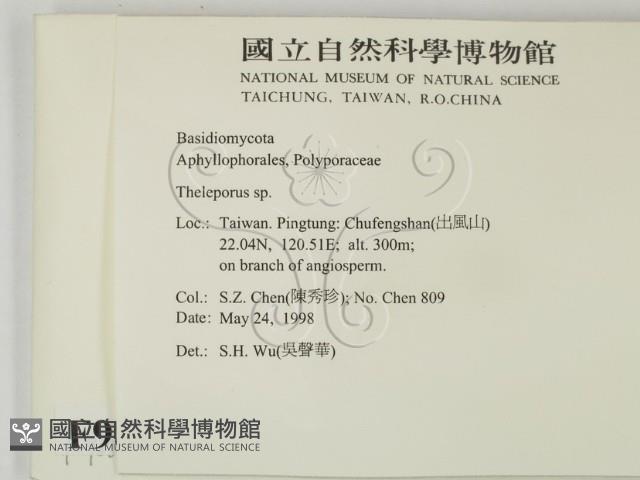 國立自然科學博物館
NATIONAL MUSEUM OF NATURAL SCIENCE
TAICHUNG, TAIWAN, R.O.CHINA
Basidiomycota
Aphyllophorales, Polyporaceae
Theleporus sp.
Loc.: Taiwan. Pingtung: Chufengshan(出風山)
22.04N, 120.51E; alt. 300m;
on branch of angiosperm.
Col.: S.Z. Chen(陳秀珍); No. Chen 809
Date: May 24, 1998
Det.: S.H. Wu(吳聲華)
國立自然科學博物館
NATIONAL MUSEUM OF NATURAL SCIENCE